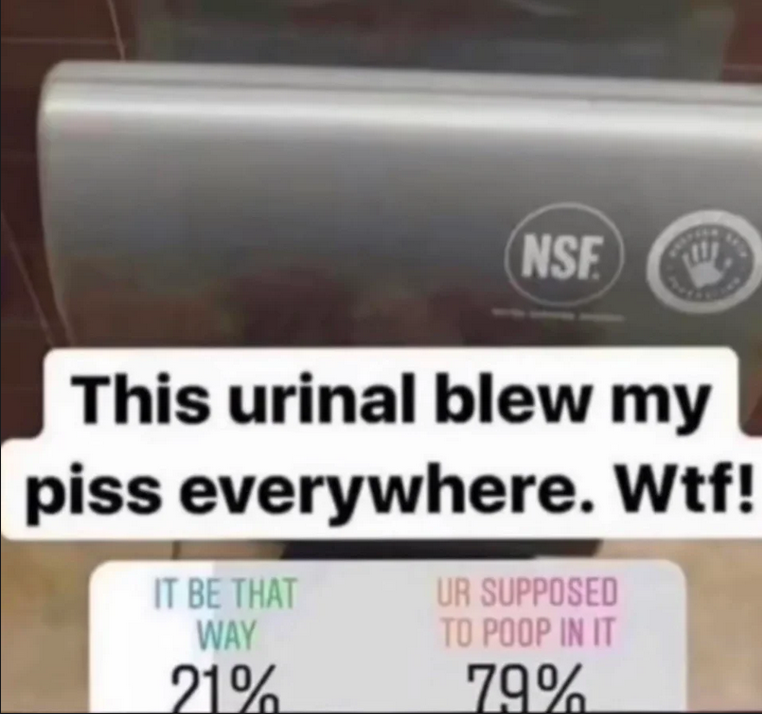 NSF.
This urinal blew my
piss everywhere. Wtf!
IT BE THAT
WAY
UR SUPPOSED
TO POOP IN IT
21%
79%